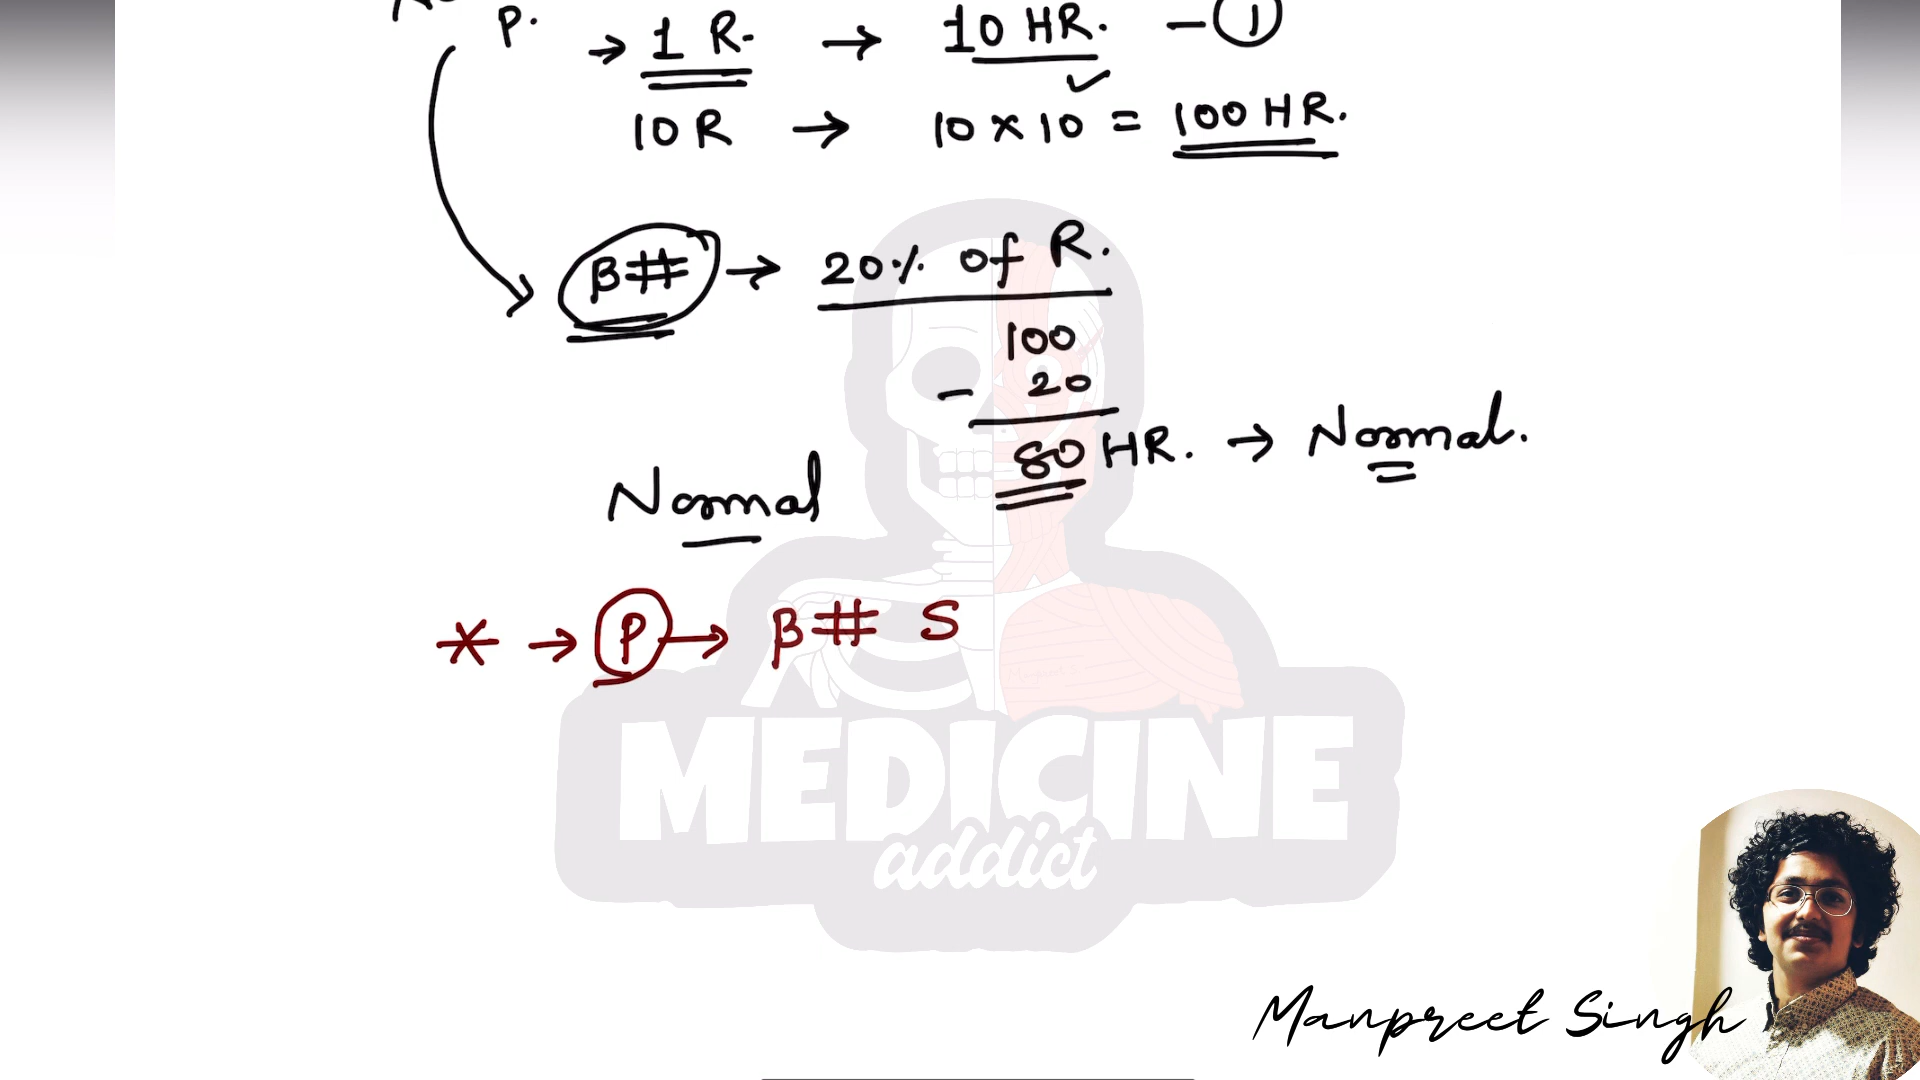 P. → 1 R. → 10 HR. – ①
10 R → 10 × 10 = 100 HR.
β# → 20% of R.
100
- 20
80 HR. → Normal.
Normal
* → P → β# S
MEDICINE
addict
Manpreet Singh